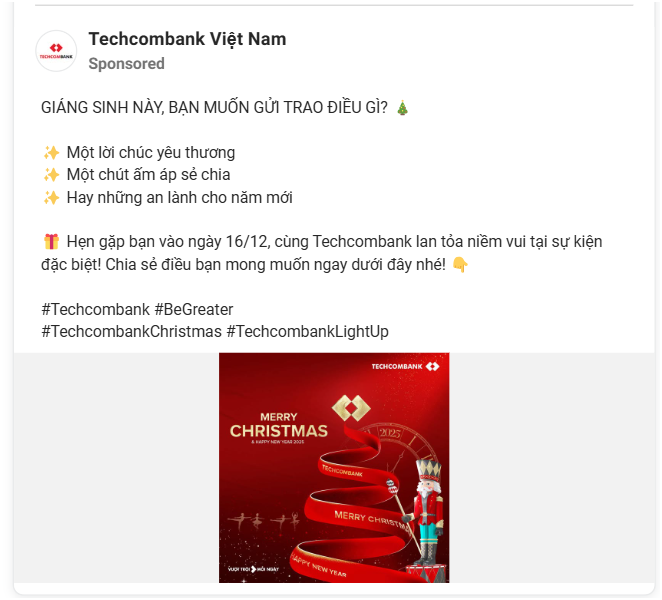 TECHCOMBANK
Techcombank Việt Nam
Sponsored
GIÁNG SINH NÀY, BẠN MUỐN GỬI TRAO ĐIỀU GÌ? 🎄
✨ Một lời chúc yêu thương
✨ Một chút ấm áp sẻ chia
✨ Hay những an lành cho năm mới
🎁 Hẹn gặp bạn vào ngày 16/12, cùng Techcombank lan tỏa niềm vui tại sự kiện
đặc biệt! Chia sẻ điều bạn mong muốn ngay dưới đây nhé! 👇
#Techcombank #BeGreater
#TechcombankChristmas #TechcombankLightUp
TECHCOMBANK
MERRY
CHRISTMAS
& HAPPY NEW YEAR 2025
2025
TECHCOMBANK
MERRY CHRISTMAS
HAPPY NEW YEAR
VƯỢT TRỘI MỖI NGÀY